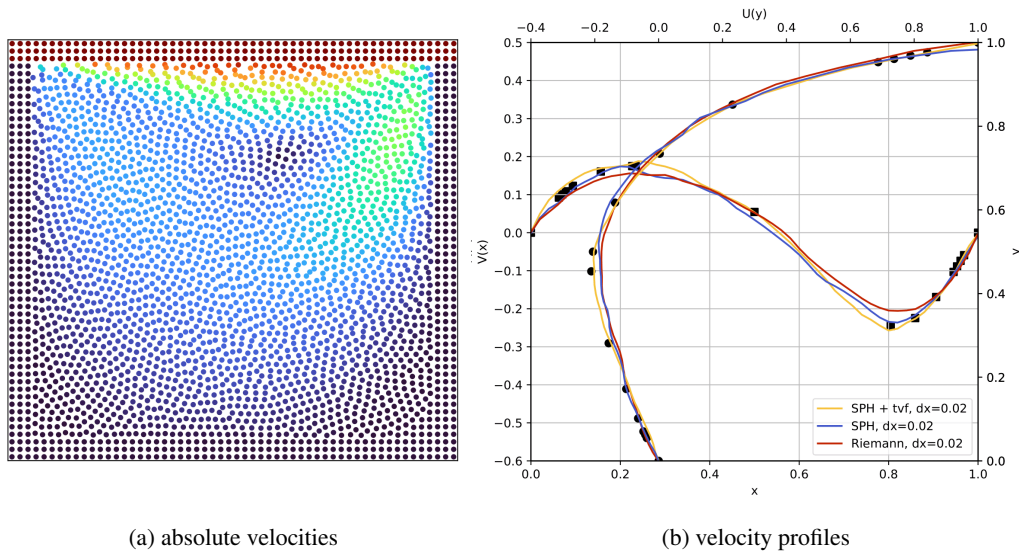 U(y)
−0.4 −0.2 0.0 0.2 0.4 0.6 0.8 1.0
0.5 1.0
0.4
0.3
0.8
0.2
0.1
0.6
0.0
V(x)
−0.1
0.4
−0.2
−0.3
0.2
−0.4
−0.5
−0.6 0.0
SPH + tvf, dx=0.02
SPH, dx=0.02
Riemann, dx=0.02
0.0 0.2 0.4 0.6 0.8 1.0
x
(a) absolute velocities
(b) velocity profiles